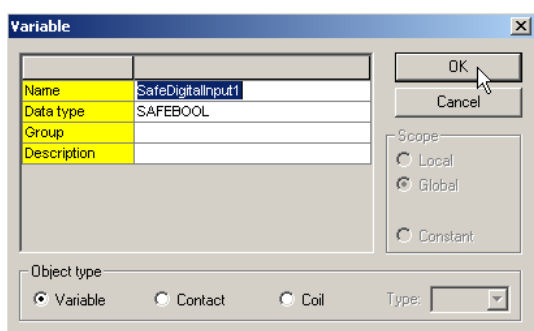 Variable
OK
Cancel
Name SafeDigitalInput1
Data type SAFEBOOL
Group
Description
Scope
Local
Global
Constant
Object type
Variable Contact Coil Type: